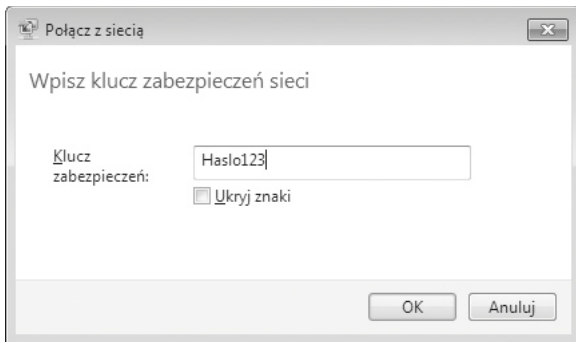 Połącz z siecią
Wpisz klucz zabezpieczeń sieci
Klucz
zabezpieczeń:
Haslo123
Ukryj znaki
OK
Anuluj